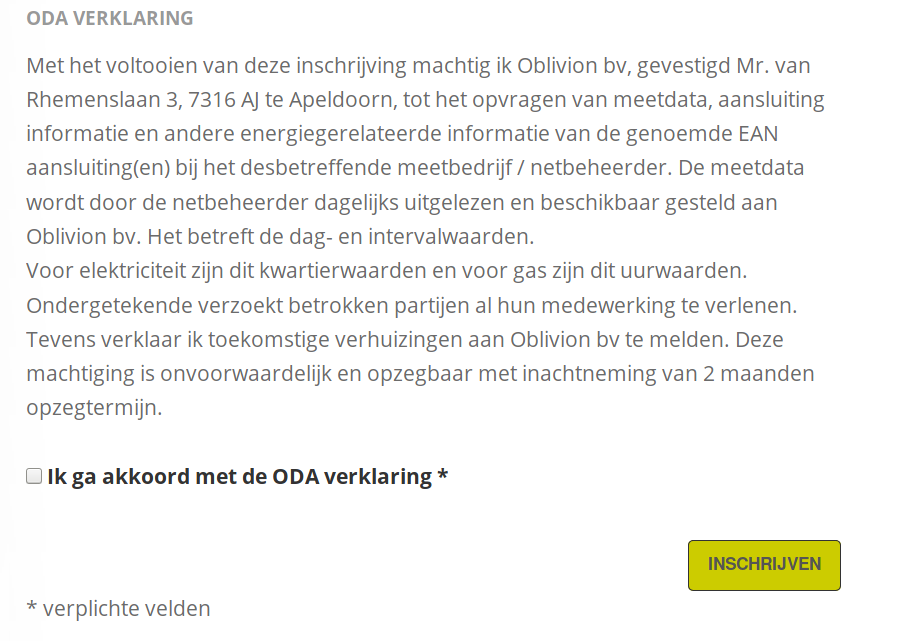 ODA VERKLARING
Met het voltooien van deze inschrijving machtig ik Oblivion bv, gevestigd Mr. van
Rhemenslaan 3, 7316 AJ te Apeldoorn, tot het opvragen van meetdata, aansluiting
informatie en andere energiegerelateerde informatie van de genoemde EAN
aansluiting(en) bij het desbetreffende meetbedrijf / netbeheerder. De meetdata
wordt door de netbeheerder dagelijks uitgelezen en beschikbaar gesteld aan
Oblivion bv. Het betreft de dag- en intervalwaarden.
Voor elektriciteit zijn dit kwartierwaarden en voor gas zijn dit uurwaarden.
Ondergetekende verzoekt betrokken partijen al hun medewerking te verlenen.
Tevens verklaar ik toekomstige verhuizingen aan Oblivion bv te melden. Deze
machtiging is onvoorwaardelijk en opzegbaar met inachtneming van 2 maanden
opzegtermijn.
Ik ga akkoord met de ODA verklaring *
INSCHRIJVEN
* verplichte velden